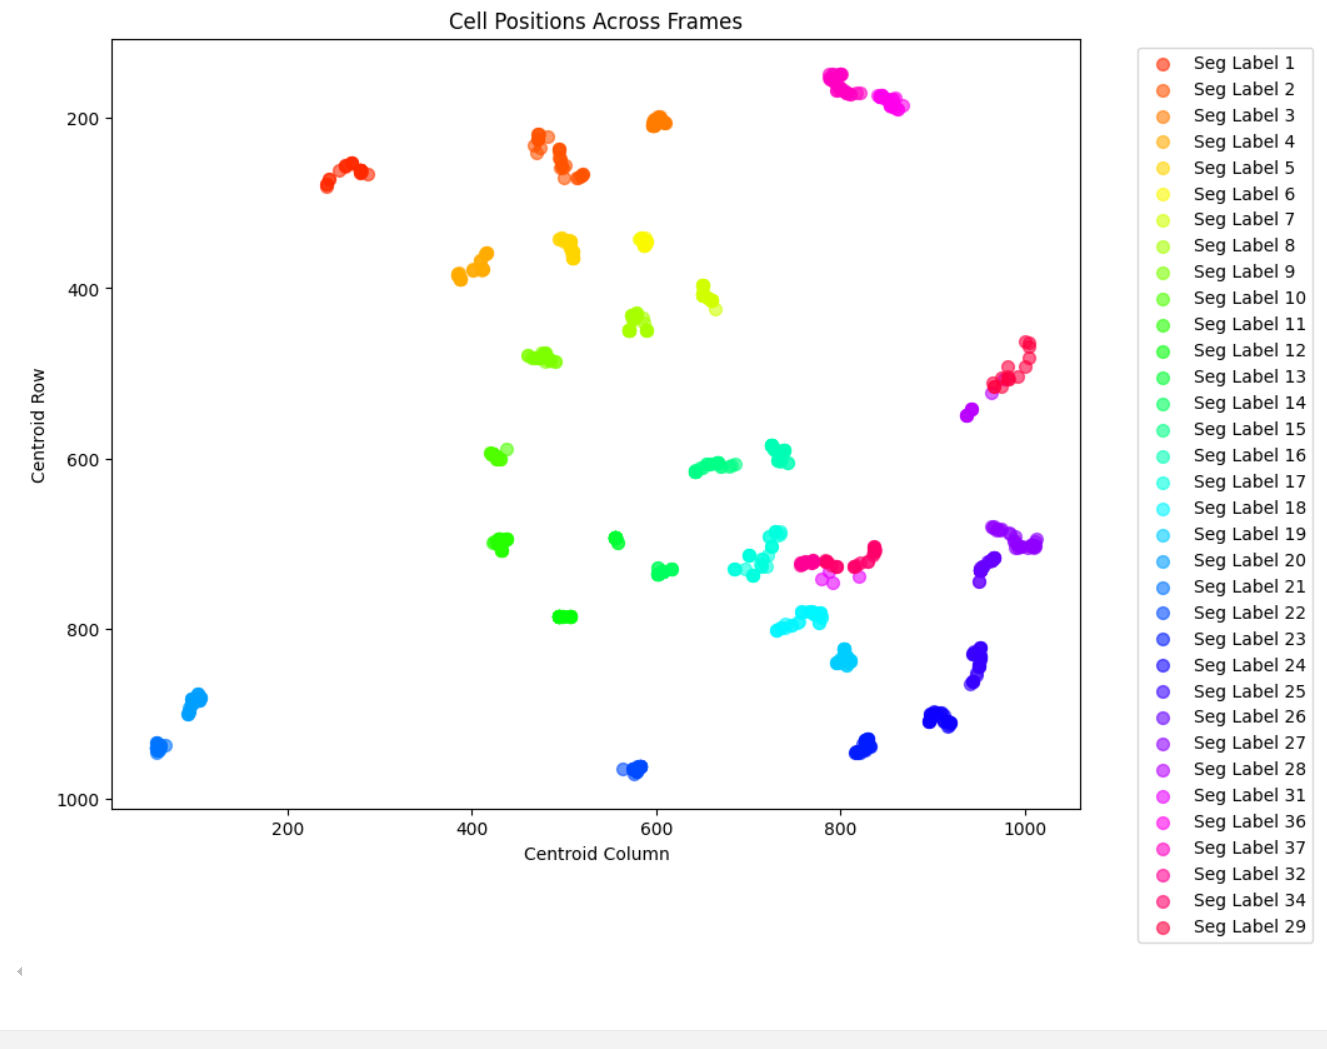 Cell Positions Across Frames
Centroid Row
200
400
600
800
1000
200
400
600
800
1000
Centroid Column
Seg Label 1
Seg Label 2
Seg Label 3
Seg Label 4
Seg Label 5
Seg Label 6
Seg Label 7
Seg Label 8
Seg Label 9
Seg Label 10
Seg Label 11
Seg Label 12
Seg Label 13
Seg Label 14
Seg Label 15
Seg Label 16
Seg Label 17
Seg Label 18
Seg Label 19
Seg Label 20
Seg Label 21
Seg Label 22
Seg Label 23
Seg Label 24
Seg Label 25
Seg Label 26
Seg Label 27
Seg Label 28
Seg Label 31
Seg Label 36
Seg Label 37
Seg Label 32
Seg Label 34
Seg Label 29